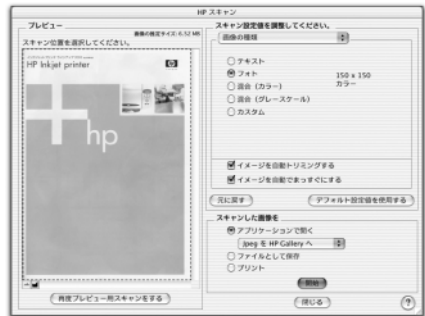 HP スキャン
プレビュー
画像の推定サイズ: 6.52 MB
スキャン位置を選択してください。
HP Inkjet printer
hp
再度プレビュー用スキャンをする
スキャン設定値を調整してください。
画像の種類
テキスト
フォト
150 x 150
カラー
混合（カラー）
混合（グレースケール）
カスタム
イメージを自動トリミングする
イメージを自動でまっすぐにする
元に戻す
デフォルト設定値を使用する
スキャンした画像を
アプリケーションで開く
Jpeg を HP Gallery へ
ファイルとして保存
プリント
開始
閉じる
?